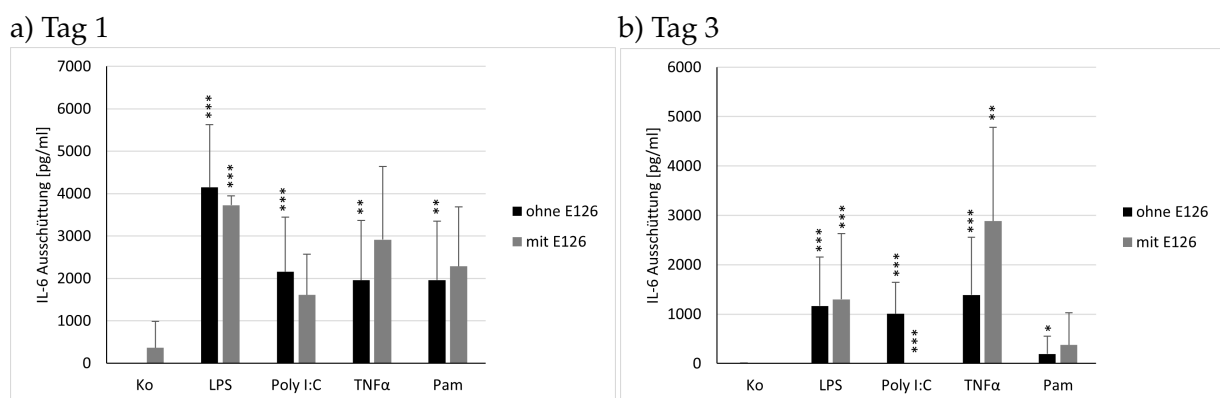 a) Tag 1
7000
6000
5000
4000
3000
2000
1000
0
IL-6 Ausschüttung [pg/ml]
***
***
***
**
**
Ko
LPS
Poly I:C
TNFα
Pam
ohne E126
mit E126
b) Tag 3
6000
5000
4000
3000
2000
1000
0
IL-6 Ausschüttung [pg/ml]
***
***
***
***
***
**
*
Ko
LPS
Poly I:C
TNFα
Pam
ohne E126
mit E126